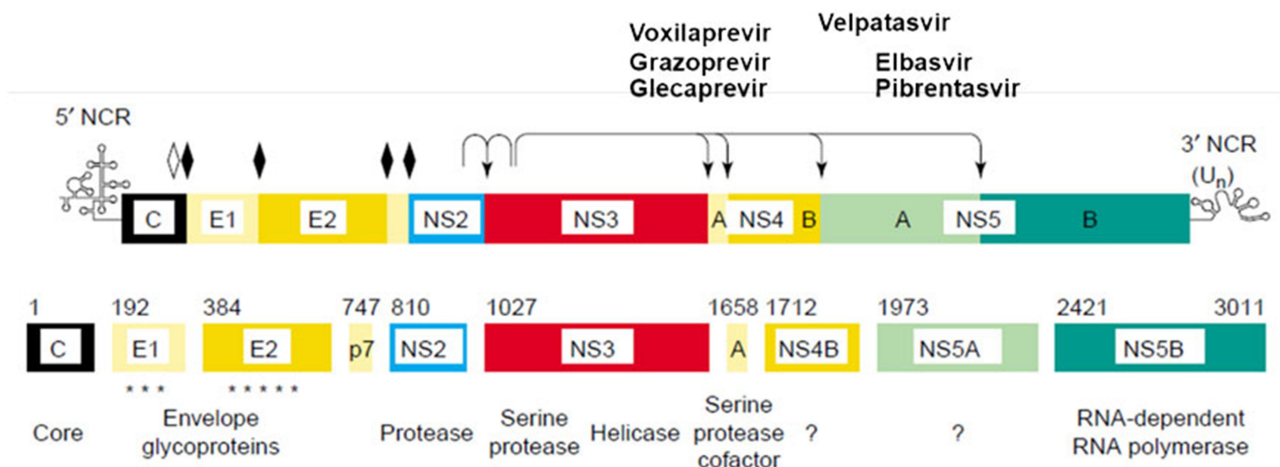 Voxilaprevir
Grazoprevir
Glecaprevir
Velpatasvir
Elbasvir
Pibrentasvir
5′ NCR
3′ NCR
(Un)
C E1 E2 NS2 NS3 A NS4 B A NS5 B
1 192 384 747 810 1027 1658 1712 1973 2421 3011
C E1 E2 p7 NS2 NS3 A NS4B NS5A NS5B
* * * * * * * *
Core
Envelope
glycoproteins
Protease
Serine
protease
Helicase
Serine
protease
cofactor
?
?
RNA-dependent
RNA polymerase